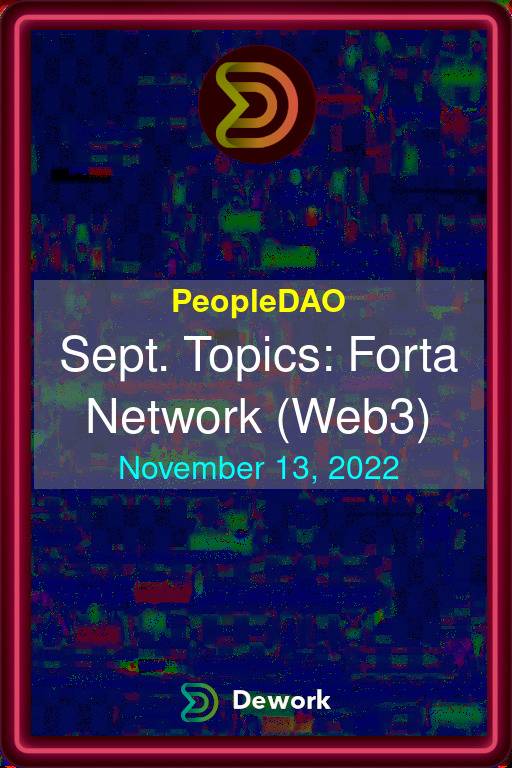 PeopleDAO
Sept. Topics: Forta
Network (Web3)
November 13, 2022
Dework